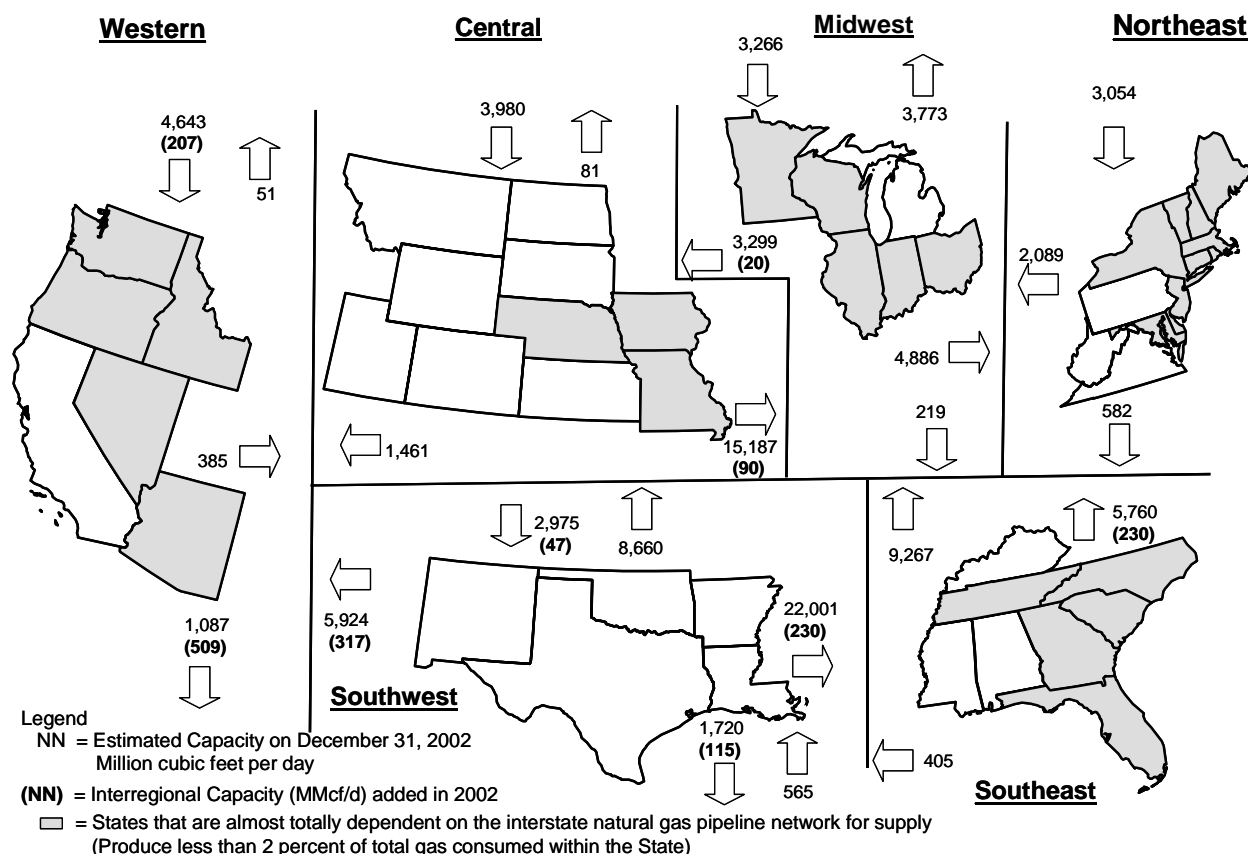 Western
Central
Midwest
Northeast
4,643
(207)
51
3,980
81
3,266
3,773
3,054
3,299
(20)
2,089
4,886
385
1,461
15,187
(90)
219
582
2,975
(47)
8,660
9,267
5,760
(230)
5,924
(317)
22,001
(230)
1,087
(509)
Southwest
1,720
(115)
565
405
Southeast
Legend
NN = Estimated Capacity on December 31, 2002
Million cubic feet per day
(NN) = Interregional Capacity (MMcf/d) added in 2002
= States that are almost totally dependent on the interstate natural gas pipeline network for supply
(Produce less than 2 percent of total gas consumed within the State)